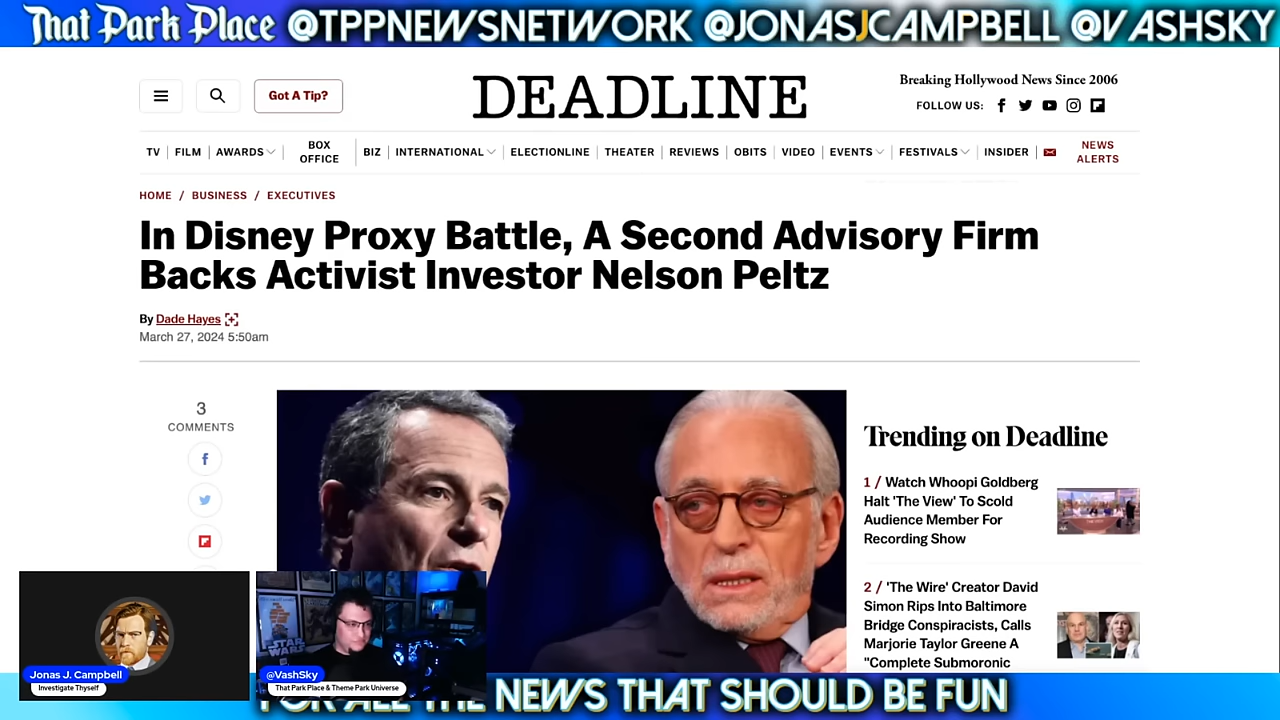 That Park Place @TPPNEWSNETWORK @JONASJCAMPBELL @VASHSKY
Got A Tip?
DEADLINE
Breaking Hollywood News Since 2006
FOLLOW US:
TV
FILM
AWARDS
BOX
OFFICE
BIZ
INTERNATIONAL
ELECTIONLINE
THEATER
REVIEWS
OBITS
VIDEO
EVENTS
FESTIVALS
INSIDER
NEWS
ALERTS
HOME / BUSINESS / EXECUTIVES
In Disney Proxy Battle, A Second Advisory Firm
Backs Activist Investor Nelson Peltz
By Dade Hayes
March 27, 2024 5:50am
3
COMMENTS
Trending on Deadline
1 / Watch Whoopi Goldberg
Halt 'The View' To Scold
Audience Member For
Recording Show
2 / 'The Wire' Creator David
Simon Rips Into Baltimore
Bridge Conspiracists, Calls
Marjorie Taylor Greene A
"Complete Submoronic
STAR
WARS
Jonas J. Campbell
Investigate Thyself
@VashSky
That Park Place & Theme Park Universe
FOR ALL THE NEWS THAT SHOULD BE FUN